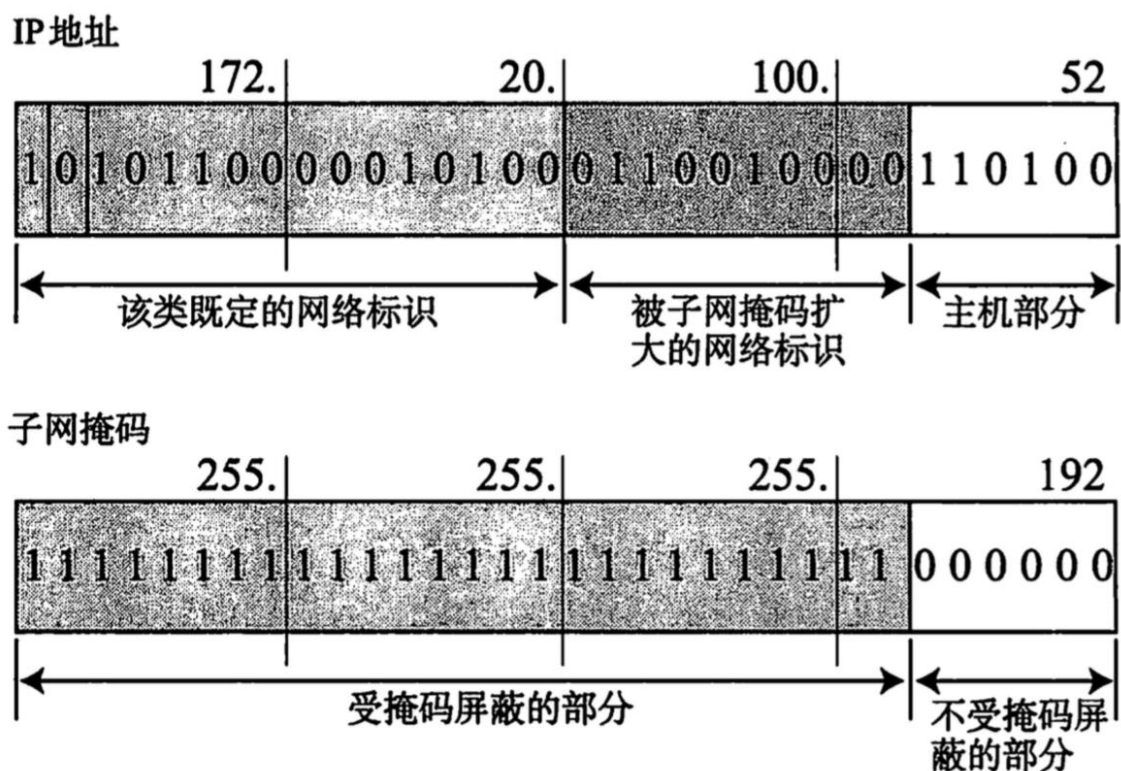 IP地址
172. 20. 100. 52
1 0 1 0 1 1 0 0 0 0 0 1 0 1 0 0 0 1 1 0 0 1 0 0 0 0 1 1 0 1 0 0
该类既定的网络标识
被子网掩码扩
大的网络标识
主机部分
子网掩码
255. 255. 255. 192
1 1 1 1 1 1 1 1 1 1 1 1 1 1 1 1 1 1 1 1 1 1 1 1 1 1 0 0 0 0 0 0
受掩码屏蔽的部分
不受掩码屏
蔽的部分